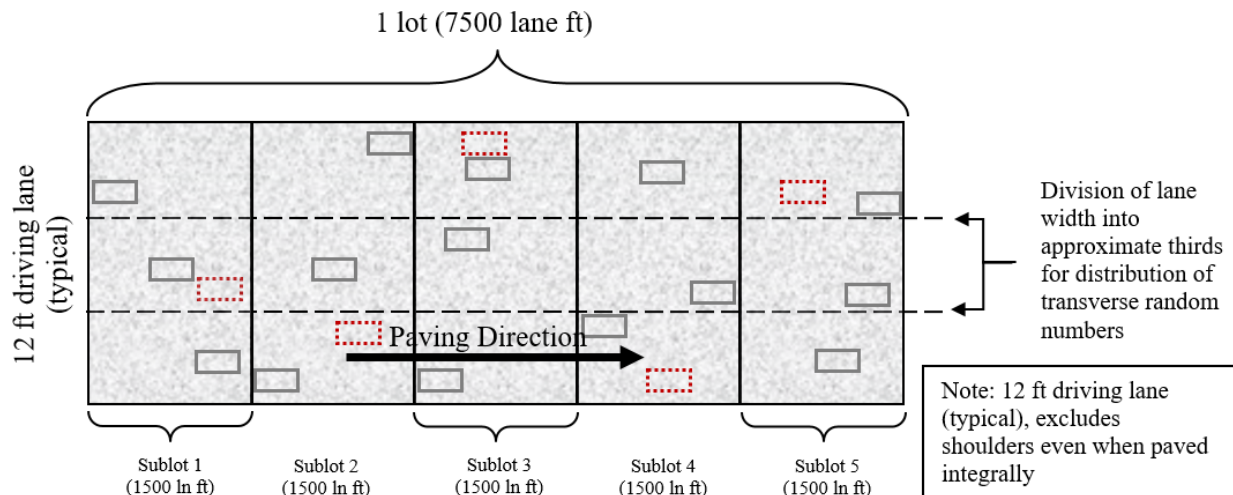 1 lot (7500 lane ft)
12 ft driving lane
(typical)
Division of lane
width into
approximate thirds
for distribution of
transverse random
numbers
Paving Direction
Note: 12 ft driving lane
(typical), excludes
shoulders even when paved
integrally
Sublot 1
(1500 ln ft)
Sublot 2
(1500 ln ft)
Sublot 3
(1500 ln ft)
Sublot 4
(1500 ln ft)
Sublot 5
(1500 ln ft)